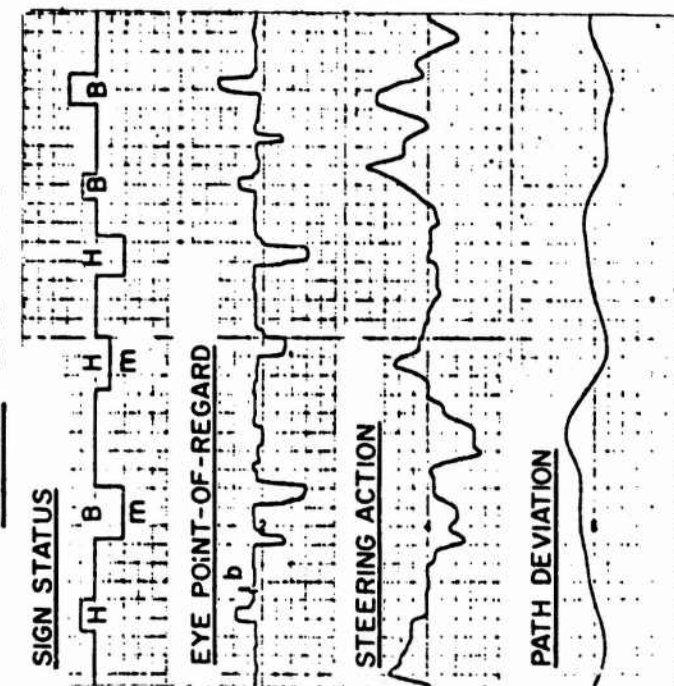 SIGN STATUS
H B H H B B
m m
EYE POINT-OF-REGARD
b
STEERING ACTION
PATH DEVIATION